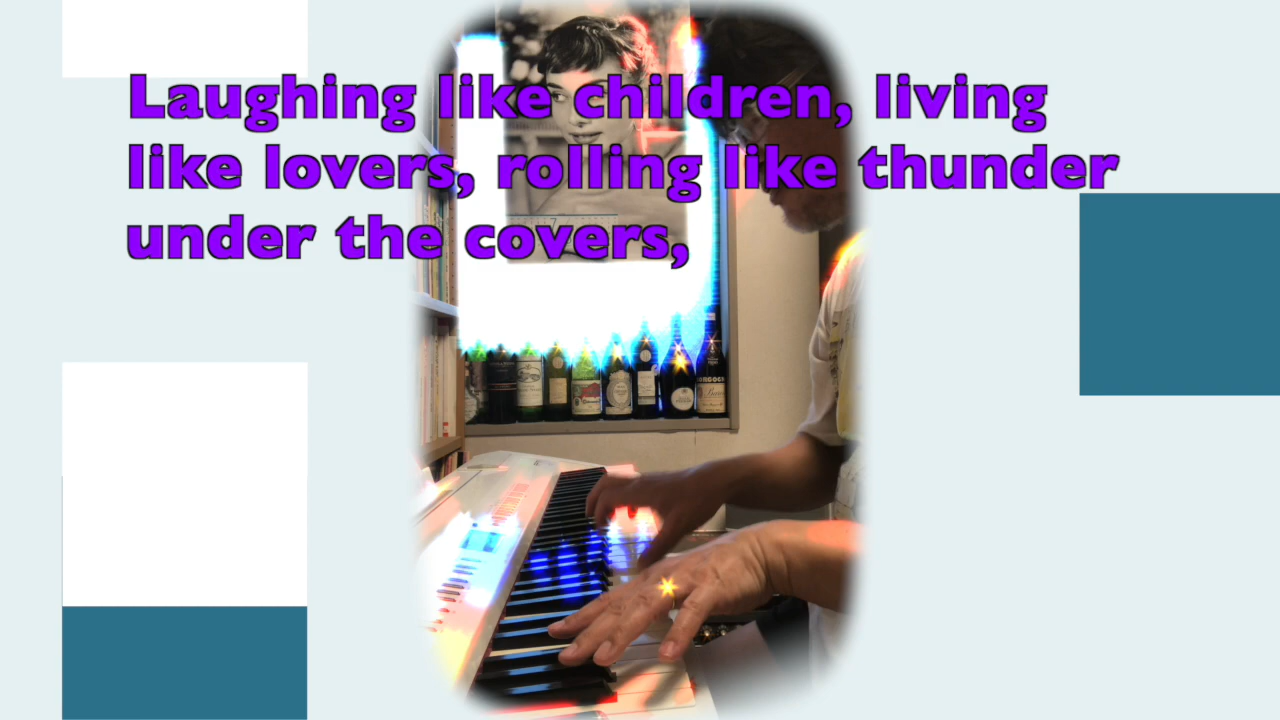 Laughing like children, living
like lovers, rolling like thunder
under the covers,